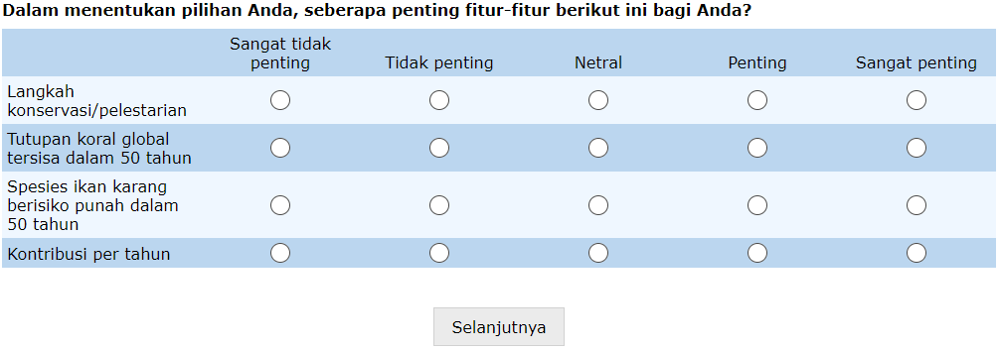 Dalam menentukan pilihan Anda, seberapa penting fitur-fitur berikut ini bagi Anda?
Sangat tidak
penting
Tidak penting
Netral
Penting
Sangat penting
Langkah
konservasi/pelestarian
Tutupan koral global
tersisa dalam 50 tahun
Spesies ikan karang
berisiko punah dalam
50 tahun
Kontribusi per tahun
Selanjutnya